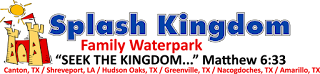 Splash Kingdom
Family Waterpark
“SEEK THE KINGDOM...” Matthew 6:33
Canton, TX / Shreveport, LA / Hudson Oaks, TX / Greenville, TX / Nacogdoches, TX / Amarillo, TX